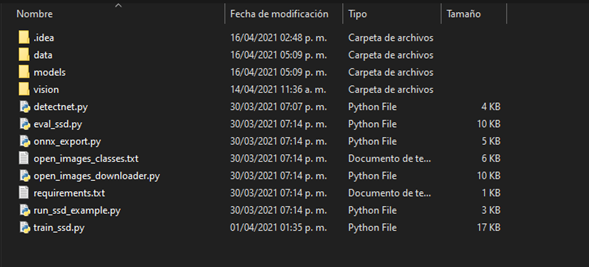 Nombre Fecha de modificación Tipo Tamaño
.idea 16/04/2021 02:48 p. m. Carpeta de archivos
data 16/04/2021 05:09 p. m. Carpeta de archivos
models 16/04/2021 05:09 p. m. Carpeta de archivos
vision 14/04/2021 11:36 a. m. Carpeta de archivos
detectnet.py 30/03/2021 07:07 p. m. Python File 4 KB
eval_ssd.py 30/03/2021 07:14 p. m. Python File 10 KB
onnx_export.py 30/03/2021 07:14 p. m. Python File 5 KB
open_images_classes.txt 30/03/2021 07:14 p. m. Documento de te... 6 KB
open_images_downloader.py 30/03/2021 07:14 p. m. Python File 10 KB
requirements.txt 30/03/2021 07:14 p. m. Documento de te... 1 KB
run_ssd_example.py 30/03/2021 07:14 p. m. Python File 3 KB
train_ssd.py 01/04/2021 01:35 p. m. Python File 17 KB